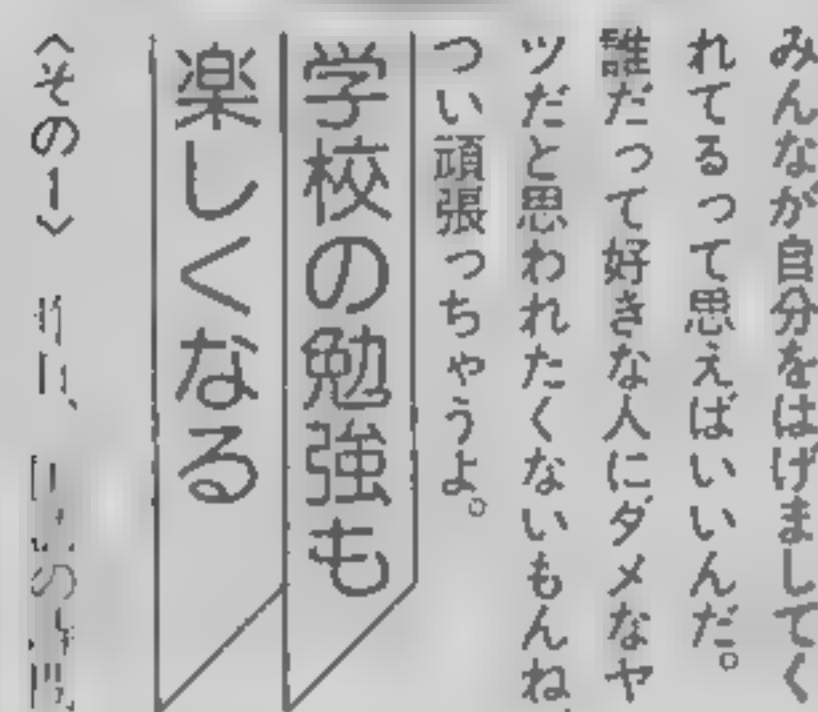 みんなが自分をはげましてく
れてるって思えばいいんだ。
誰だって好きな人にダメなヤ
ツだと思われたくないもんね、
つい頑張っちゃうよ。
学校の勉強も
楽しくなる
〈その1〉